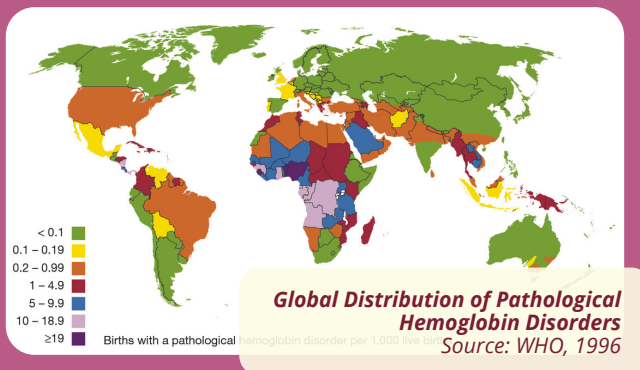 < 0.1
0.1 – 0.19
0.2 – 0.99
1 – 4.9
5 – 9.9
10 – 18.9
≥19
Births with a pathological hemoglobin disorder per 1,000 live birt
Global Distribution of Pathological
Hemoglobin Disorders
Source: WHO, 1996